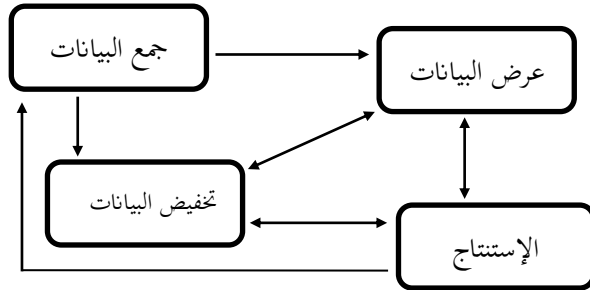 جمع البيانات
عرض البيانات
تخفيض البيانات
الإستنتاج